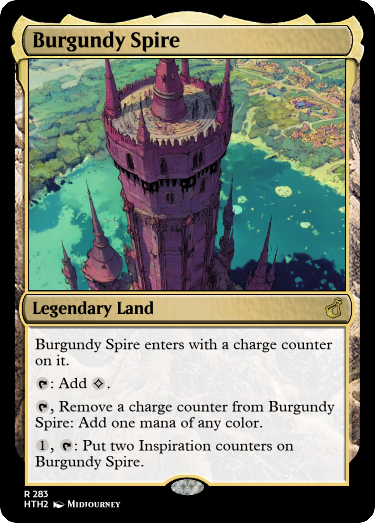 Burgundy Spire
Legendary Land
Burgundy Spire enters with a charge counter
on it.
: Add .
, Remove a charge counter from Burgundy
Spire: Add one mana of any color.
1, : Put two Inspiration counters on
Burgundy Spire.
R 283
HTH2 Midjourney